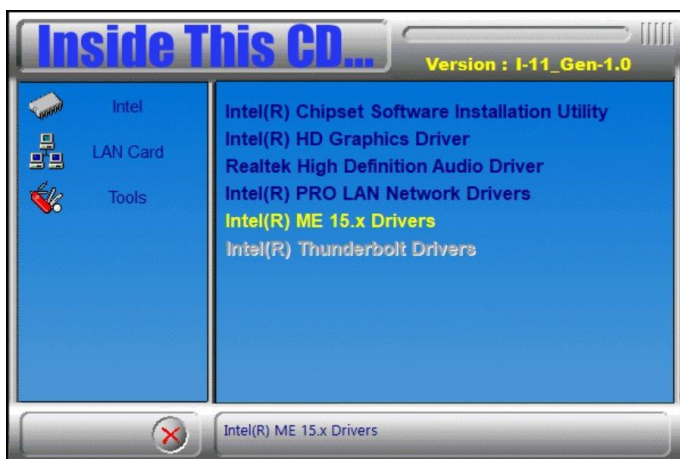 Inside This CD...
Version : I-11_Gen-1.0
Intel
LAN Card
Tools
Intel(R) Chipset Software Installation Utility
Intel(R) HD Graphics Driver
Realtek High Definition Audio Driver
Intel(R) PRO LAN Network Drivers
Intel(R) ME 15.x Drivers
Intel(R) Thunderbolt Drivers
Intel(R) ME 15.x Drivers